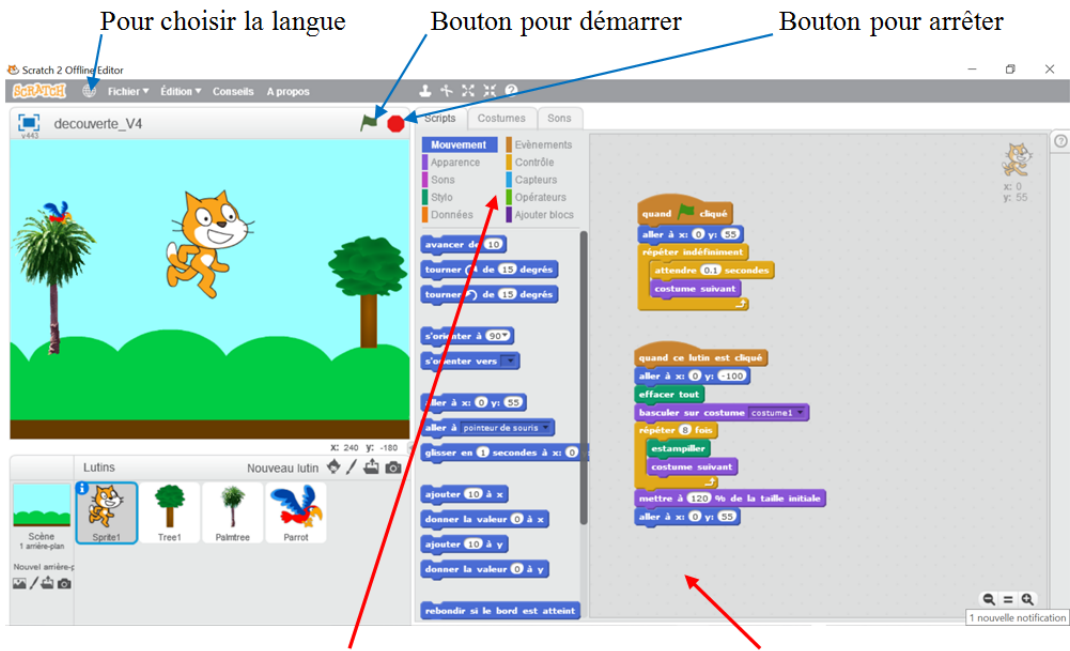 Pour choisir la langue Bouton pour démarrer Bouton pour arrêter
Scratch 2 Offline Editor
SCRATCH Fichier Édition Conseils A propos
decouverte_V4
v443
Scripts Costumes Sons
Mouvement Evènements
Apparence Contrôle
Sons Capteurs
Stylo Opérateurs
Données Ajouter blocs
avancer de 10
tourner de 15 degrés
tourner de 15 degrés
s'orienter à 90
s'orienter vers
aller à x: 0 y: 55
aller à pointeur de souris
glisser en 1 secondes à x: 0
ajouter 10 à x
donner la valeur 0 à x
ajouter 10 à y
donner la valeur 0 à y
rebondir si le bord est atteint
x: 0
y: 55
quand cliqué
aller à x: 0 y: 55
répéter indéfiniment
attendre 0.1 secondes
costume suivant
quand ce lutin est cliqué
aller à x: 0 y: -100
effacer tout
basculer sur costume costume1
répéter 8 fois
estampiller
costume suivant
mettre à 120 % de la taille initiale
aller à x: 0 y: 55
X: 240 y: -180
Lutins Nouveau lutin
Scène
1 arrière-plan
Sprite1 Tree1 Palmtree Parrot
Nouvel arrière-p
1 nouvelle notification